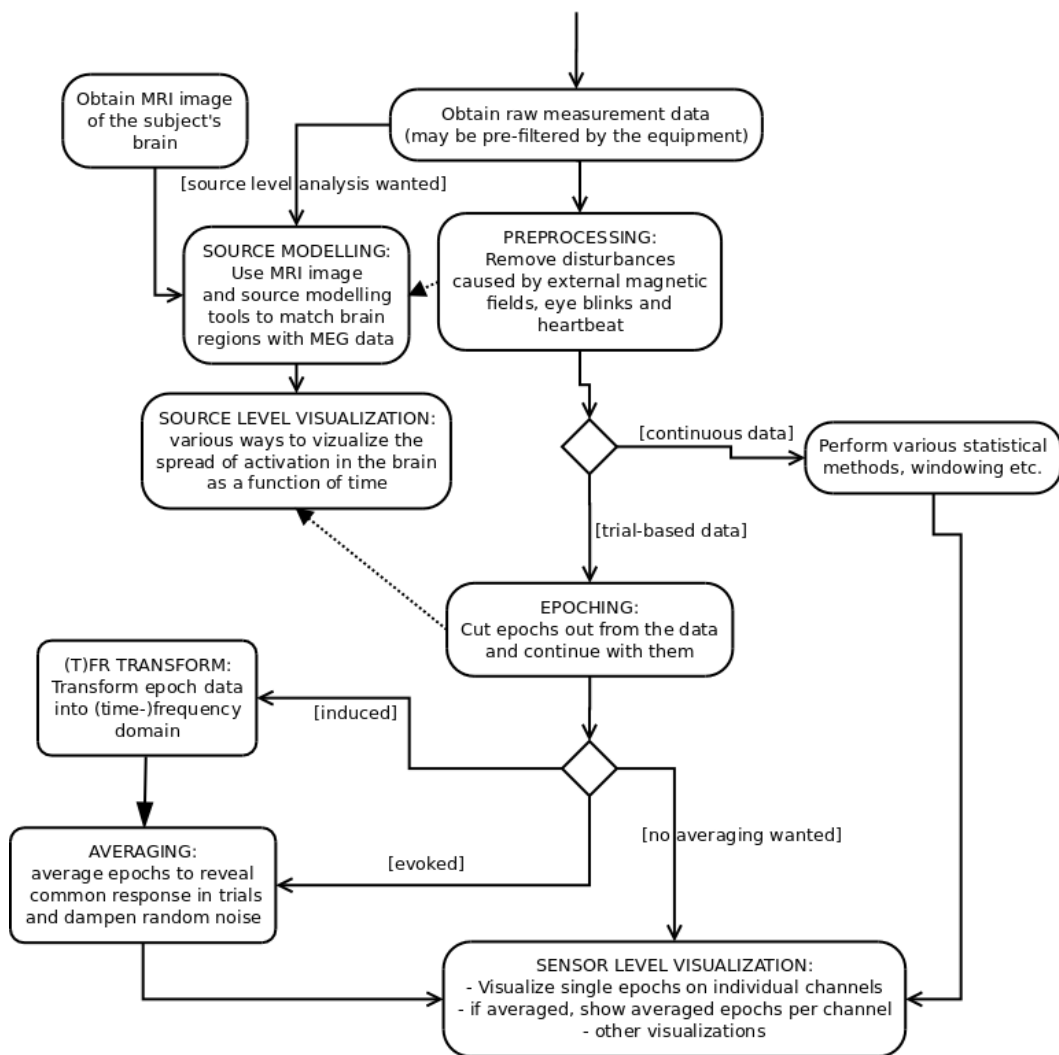 Obtain MRI image
of the subject's
brain
Obtain raw measurement data
(may be pre-filtered by the equipment)
[source level analysis wanted]
SOURCE MODELLING:
Use MRI image
and source modelling
tools to match brain
regions with MEG data
PREPROCESSING:
Remove disturbances
caused by external magnetic
fields, eye blinks and
heartbeat
SOURCE LEVEL VISUALIZATION:
various ways to vizualize the
spread of activation in the brain
as a function of time
[continuous data]
Perform various statistical
methods, windowing etc.
[trial-based data]
EPOCHING:
Cut epochs out from the data
and continue with them
(T)FR TRANSFORM:
Transform epoch data
into (time-)frequency
domain
[induced]
[no averaging wanted]
[evoked]
AVERAGING:
average epochs to reveal
common response in trials
and dampen random noise
SENSOR LEVEL VISUALIZATION:
- Visualize single epochs on individual channels
- if averaged, show averaged epochs per channel
- other visualizations